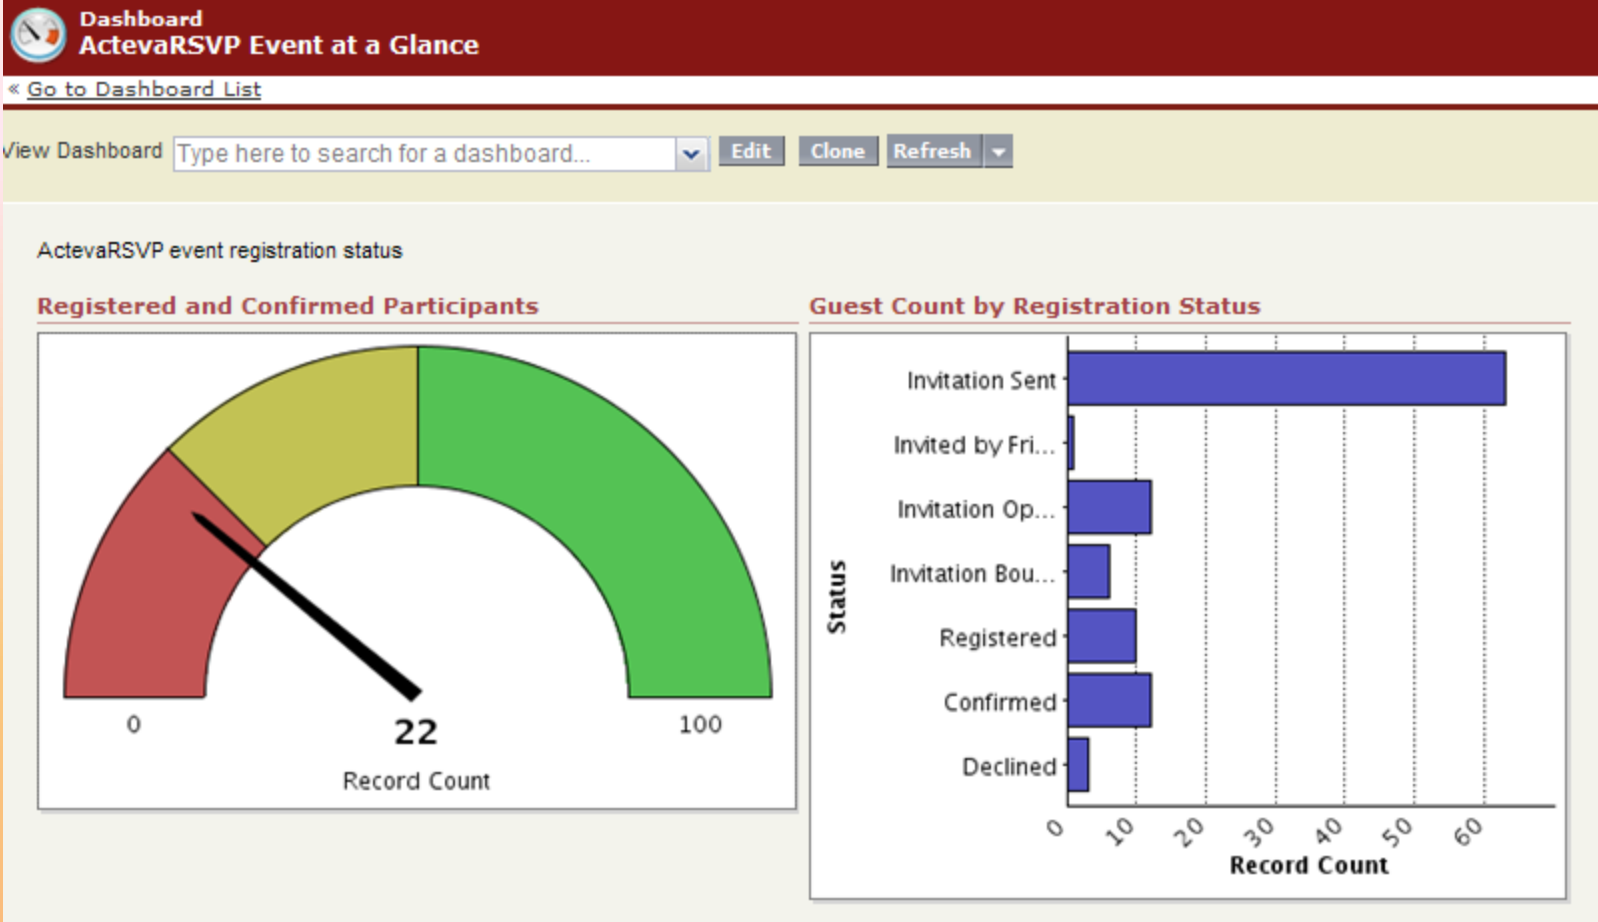 Dashboard
ActevaRSVP Event at a Glance
« Go to Dashboard List
View Dashboard Type here to search for a dashboard... Edit Clone Refresh
ActevaRSVP event registration status
Registered and Confirmed Participants
0
100
22
Record Count
Guest Count by Registration Status
Status
Invitation Sent
Invited by Fri...
Invitation Op...
Invitation Bou...
Registered
Confirmed
Declined
0 10 20 30 40 50 60
Record Count